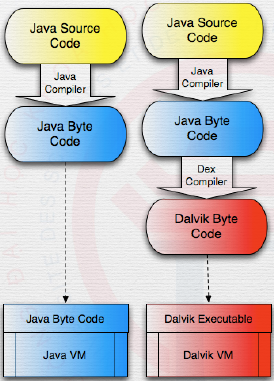 Java Source
Code
Java
Compiler
Java Byte
Code
Java Byte Code
Java VM
Java Source
Code
Java
Compiler
Java Byte
Code
Dex
Compiler
Dalvik Byte
Code
Dalvik Executable
Dalvik VM